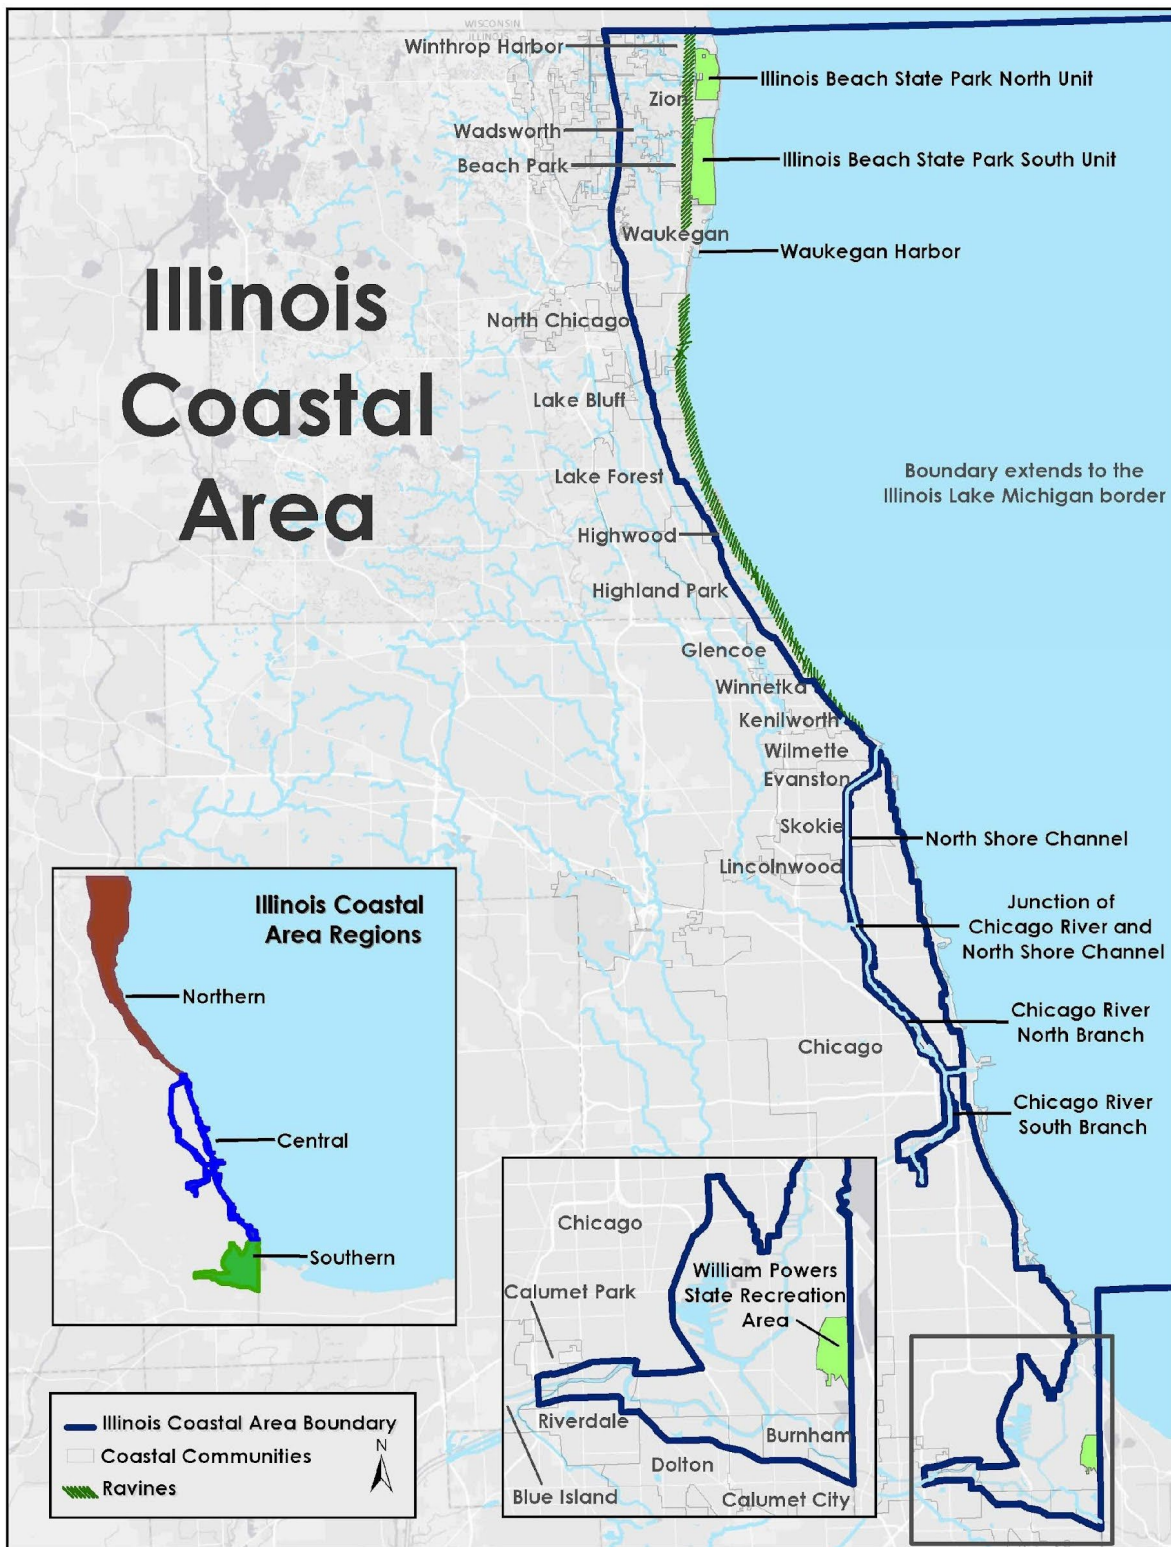 WISCONSIN
ILLINOIS
Winthrop Harbor
Illinois Beach State Park North Unit
Zion
Wadsworth
Beach Park
Illinois Beach State Park South Unit
Waukegan
Waukegan Harbor
Illinois
Coastal
Area
North Chicago
Lake Bluff
Lake Forest
Boundary extends to the
Illinois Lake Michigan border
Highwood
Highland Park
Glencoe
Winnetka
Kenilworth
Wilmette
Evanston
Skokie
North Shore Channel
Lincolnwood
Junction of
Chicago River and
North Shore Channel
Chicago River
North Branch
Chicago
Chicago River
South Branch
Illinois Coastal
Area Regions
Northern
Central
Southern
Chicago
William Powers
State Recreation
Area
Calumet Park
Riverdale
Burnham
Dolton
Blue Island
Calumet City
Illinois Coastal Area Boundary
Coastal Communities
Ravines
N